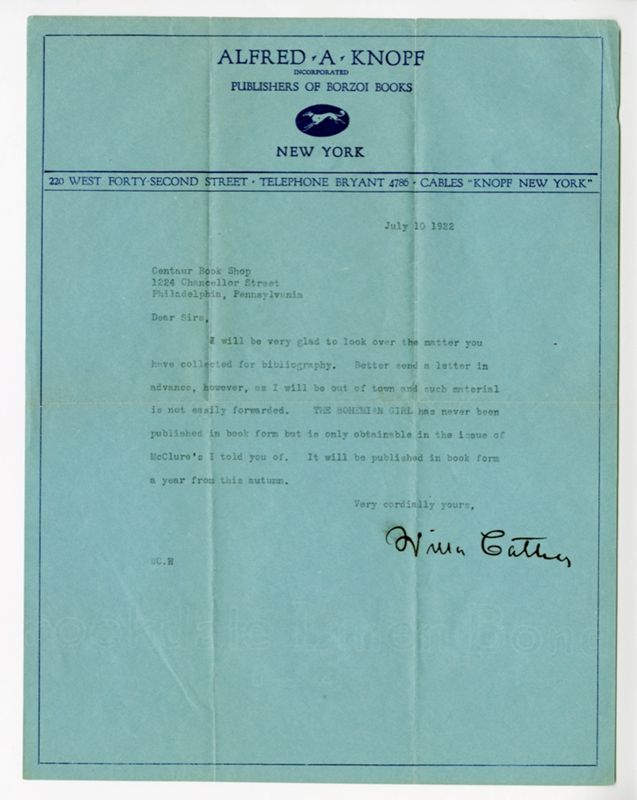 ALFRED · A · KNOPF
INCORPORATED
PUBLISHERS OF BORZOI BOOKS
NEW YORK
220 WEST FORTY-SECOND STREET · TELEPHONE BRYANT 4786 · CABLES "KNOPF NEW YORK"
July 10 1922
Centaur Book Shop
1224 Chancellor Street
Philadelphia, Pennsylvania
Dear Sirs,
I will be very glad to look over the matter you
have collected for bibliography. Better send a letter in
advance, however, as I will be out of town and such material
is not easily forwarded. THE BOHEMIAN GIRL has never been
published in book form but is only obtainable in the issue of
McClure's I told you of. It will be published in book form
a year from this autumn.
Very cordially yours,
Willa Cather
WC.H
Brookdale Linen Bond